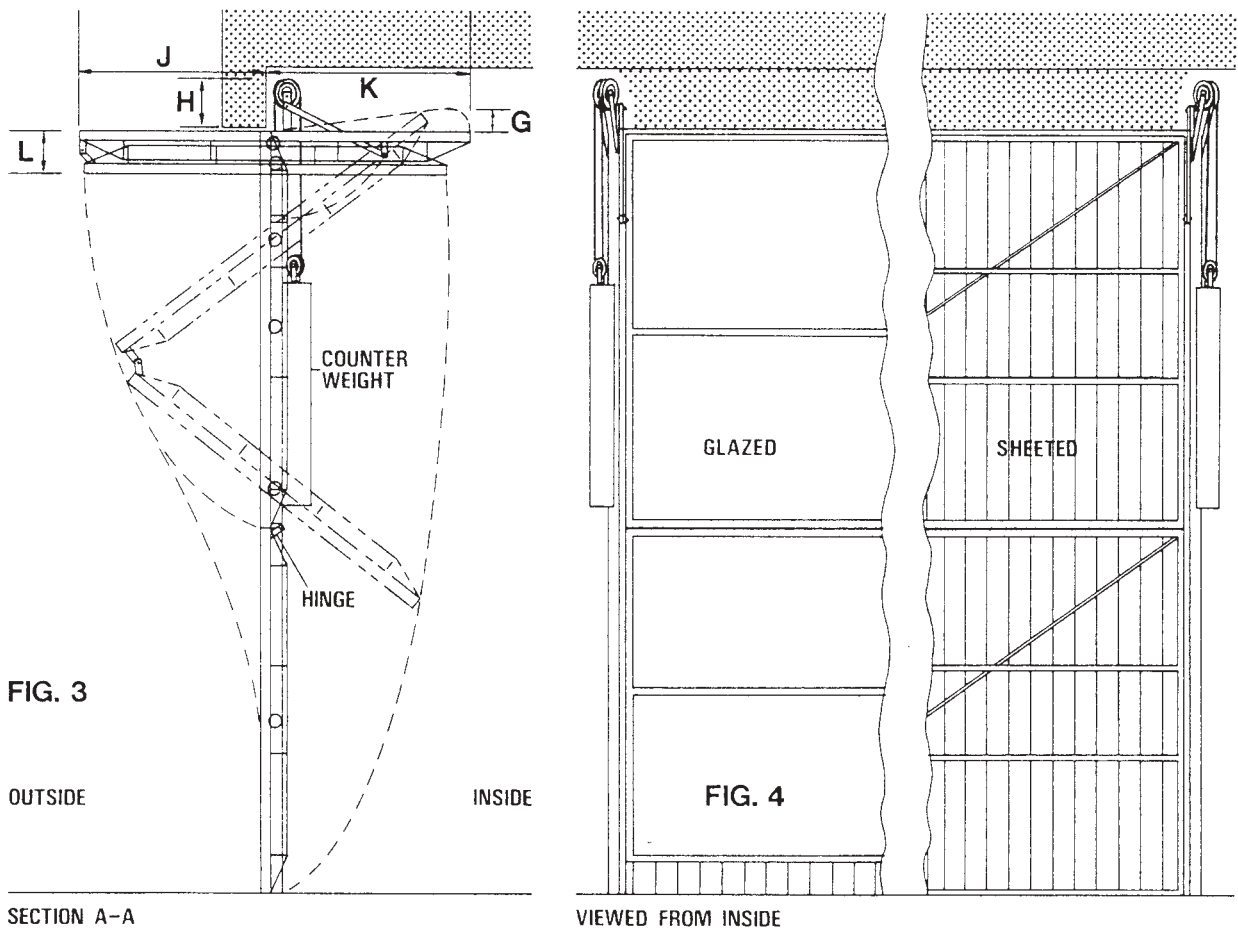 J
K
H
G
L
COUNTER
WEIGHT
HINGE
FIG. 3
OUTSIDE
INSIDE
SECTION A–A
GLAZED
SHEETED
FIG. 4
VIEWED FROM INSIDE